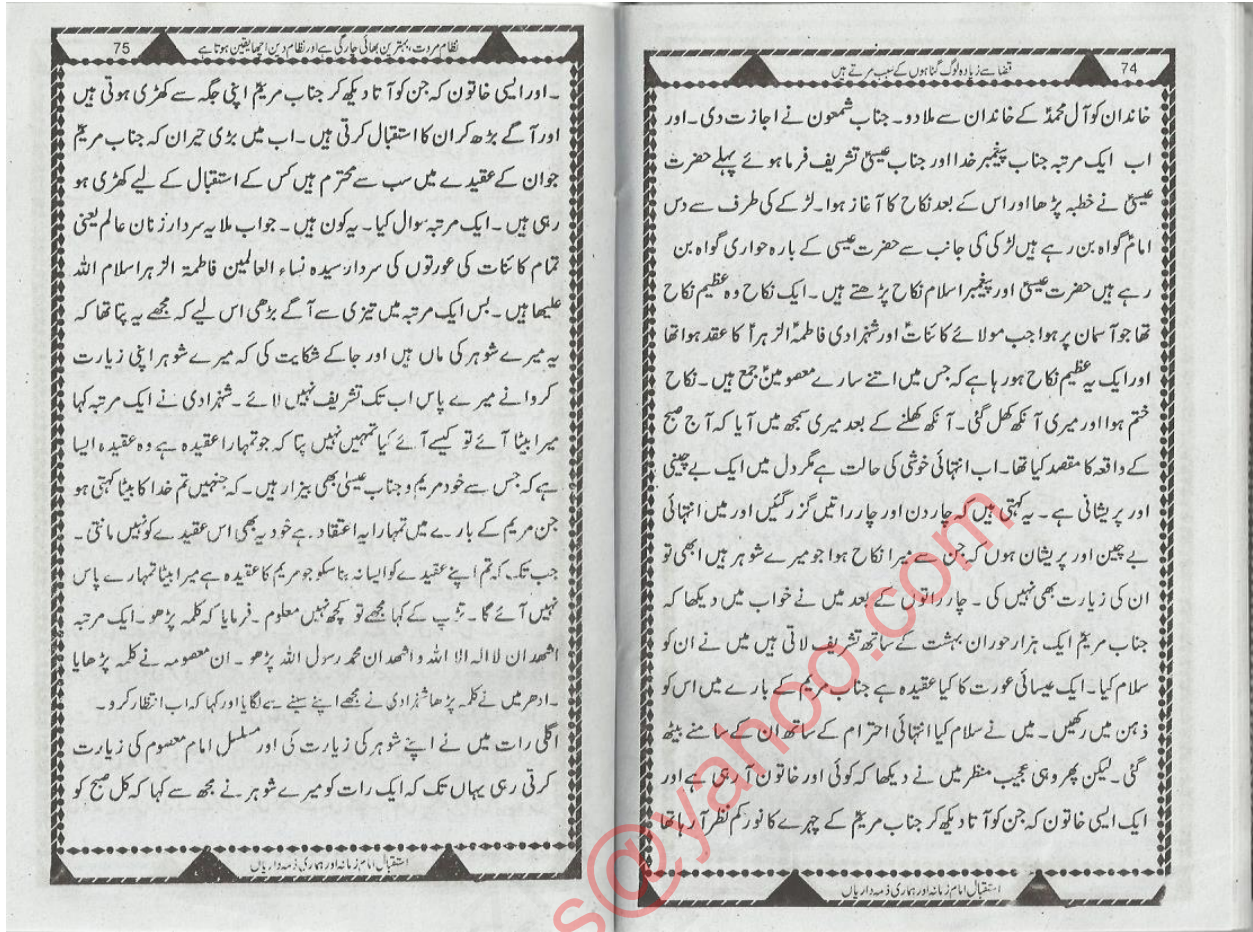 74
قضا سے زیادہ لوگ گناہوں کے سبب مرتے ہیں
خاندان کو آل محمدؐ کے خاندان سے ملا دو۔ جناب شمعون نے اجازت دی۔ اور
اب ایک مرتبہ جناب پیغمبر خدا اور جناب عیسیٰؑ تشریف فرما ہوئے پہلے حضرت
عیسیٰؑ نے خطبہ پڑھا اور اس کے بعد نکاح کا آغاز ہوا۔ لڑکے کی طرف سے دس
امامؑ گواہ بن رہے ہیں لڑکی کی جانب سے حضرت عیسی کے بارہ حواری گواہ بن
رہے ہیں حضرت عیسیٰؑ اور پیغمبر اسلام نکاح پڑھتے ہیں۔ ایک نکاح وہ عظیم نکاح
تھا جو آسمان پر ہوا جب مولائے کائناتؑ اور شہزادی فاطمۃؑ الزہراؑ کا عقد ہوا تھا
اور ایک یہ عظیم نکاح ہو رہا ہے کہ جس میں اتنے سارے معصومینؑ جمع ہیں۔ نکاح
ختم ہوا اور میری آنکھ کھل گئی۔ آنکھ کھلنے کے بعد میری سمجھ میں آیا کہ آج صبح
کے واقعہ کا مقصد کیا تھا۔ اب انتہائی خوشی کی حالت ہے مگر دل میں ایک بے چینی
اور پریشانی ہے۔ یہ کہتی ہیں کہ چار دن اور چار راتیں گزر گئیں اور میں انتہائی
بے چین اور پریشان ہوں کہ جن سے میرا نکاح ہوا جو میرے شوہر ہیں ابھی تو
ان کی زیارت بھی نہیں کی۔ چار راتوں کے بعد میں نے خواب میں دیکھا کہ
جناب مریمؑ ایک ہزار حوران بہشت کے ساتھ تشریف لاتی ہیں میں نے ان کو
سلام کیا۔ ایک عیسائی عورت کا کیا عقیدہ ہے جناب مریمؑ کے بارے میں اس کو
ذہن میں رکھیں۔ میں نے سلام کیا انتہائی احترام کے ساتھ ان کے سامنے بیٹھ
گئی۔ لیکن پھر وہی عجیب منظر میں نے دیکھا کہ کوئی اور خاتون آ رہی ہے اور
ایک ایسی خاتون کہ جن کو آتا دیکھ کر جناب مریمؑ کے چہرے کا نور کم نظر آ رہا تھا
استقبال امام زمانہ اور ہماری ذمہ داریاں
75
نظام مروت، بہترین بھائی چارگی ہے اور نظام دین اچھا یقین ہوتا ہے
۔اور ایسی خاتون کہ جن کو آتا دیکھ کر جناب مریمؑ اپنی جگہ سے کھڑی ہوتی ہیں
اور آگے بڑھ کر ان کا استقبال کرتی ہیں۔ اب میں بڑی حیران کہ جناب مریمؑ
جو ان کے عقیدے میں سب سے محترم ہیں کس کے استقبال کے لیے کھڑی ہو
رہی ہیں۔ ایک مرتبہ سوال کیا۔ یہ کون ہیں۔ جواب ملا یہ سردار زنان عالم یعنی
تمام کائنات کی عورتوں کی سردار سیدہ نساء العالمین فاطمۃ الزہرا سلام اللہ
علیھا ہیں۔ بس ایک مرتبہ میں تیزی سے آگے بڑھی اس لیے کہ مجھے یہ پتا تھا کہ
یہ میرے شوہر کی ماں ہیں اور جا کے شکایت کی کہ میرے شوہر اپنی زیارت
کروانے میرے پاس اب تک تشریف نہیں لائے۔ شہزادی نے ایک مرتبہ کہا
میرا بیٹا آئے تو کیسے آئے کیا تمہیں نہیں پتا کہ جو تمہارا عقیدہ ہے وہ عقیدہ ایسا
ہے کہ جس سے خود مریم و جناب عیسیٰ بھی بیزار ہیں۔ کہ جنہیں تم خدا کا بیٹا کہتی ہو
جن مریم کے بارے میں تمہارا یہ اعتقاد ہے خود یہ بھی اس عقیدے کو نہیں مانتی۔
جب تک کہ تم اپنے عقیدے کو ایسا نہ بنا سکو جو مریم کا عقیدہ ہے میرا بیٹا تمہارے پاس
نہیں آئے گا۔ تڑپ کے کہا مجھے تو کچھ نہیں معلوم۔ فرمایا کہ کلمہ پڑھو۔ ایک مرتبہ
اشھد ان لا الہ الا اللہ و اشھد ان محمد رسول اللہ پڑھو۔ ان معصومہ نے کلمہ پڑھایا
۔ادھر میں نے کلمہ پڑھا شہزادی نے مجھے اپنے سینے سے لگایا اور کہا کہ اب انتظار کرو۔
اگلی رات میں نے اپنے شوہر کی زیارت کی اور مسلسل امام معصوم کی زیارت
کرتی رہی یہاں تک کہ ایک رات کو میرے شوہر نے مجھ سے کہا کہ کل صبح کو
استقبال امام زمانہ اور ہماری ذمہ داریاں
s@yahoo.com